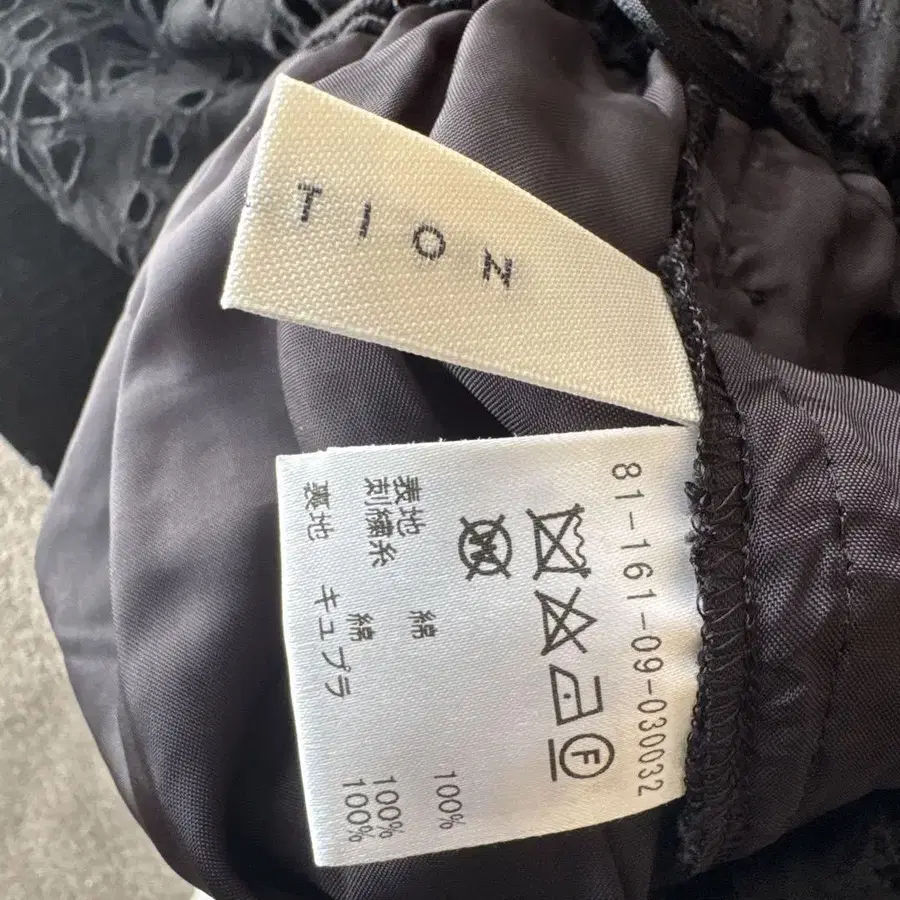 TION
81-161-09-030032
F
W
表地 綿 100%
刺繍糸 綿 100%
裏地 キュプラ 100%